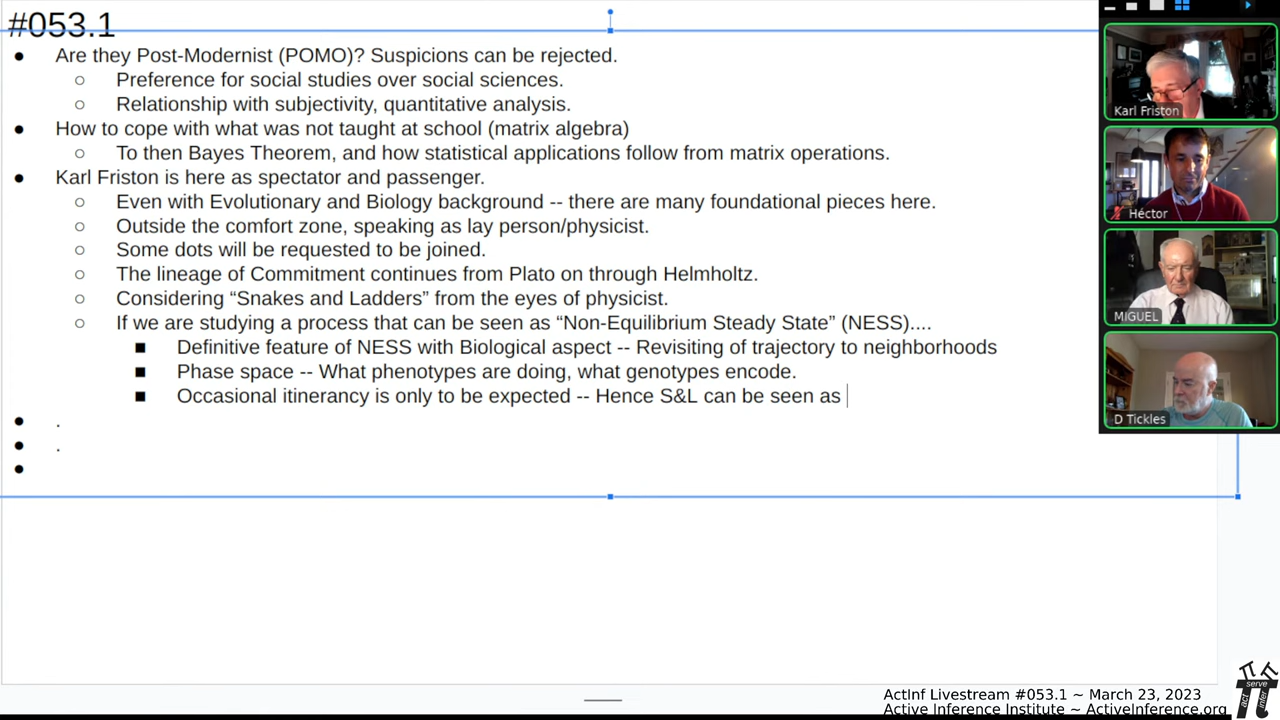 #053.1
● Are they Post-Modernist (POMO)? Suspicions can be rejected.
○ Preference for social studies over social sciences.
○ Relationship with subjectivity, quantitative analysis.
● How to cope with what was not taught at school (matrix algebra)
○ To then Bayes Theorem, and how statistical applications follow from matrix operations.
● Karl Friston is here as spectator and passenger.
○ Even with Evolutionary and Biology background -- there are many foundational pieces here.
○ Outside the comfort zone, speaking as lay person/physicist.
○ Some dots will be requested to be joined.
○ The lineage of Commitment continues from Plato on through Helmholtz.
○ Considering “Snakes and Ladders” from the eyes of physicist.
○ If we are studying a process that can be seen as “Non-Equilibrium Steady State” (NESS)....
■ Definitive feature of NESS with Biological aspect -- Revisiting of trajectory to neighborhoods
■ Phase space -- What phenotypes are doing, what genotypes encode.
■ Occasional itinerancy is only to be expected -- Hence S&L can be seen as
● .
● .
●
Karl Friston
Héctor
MIGUEL
D Tickles
ActInf Livestream #053.1 ~ March 23, 2023
Active Inference Institute ~ ActiveInference.org
serve
act
infer